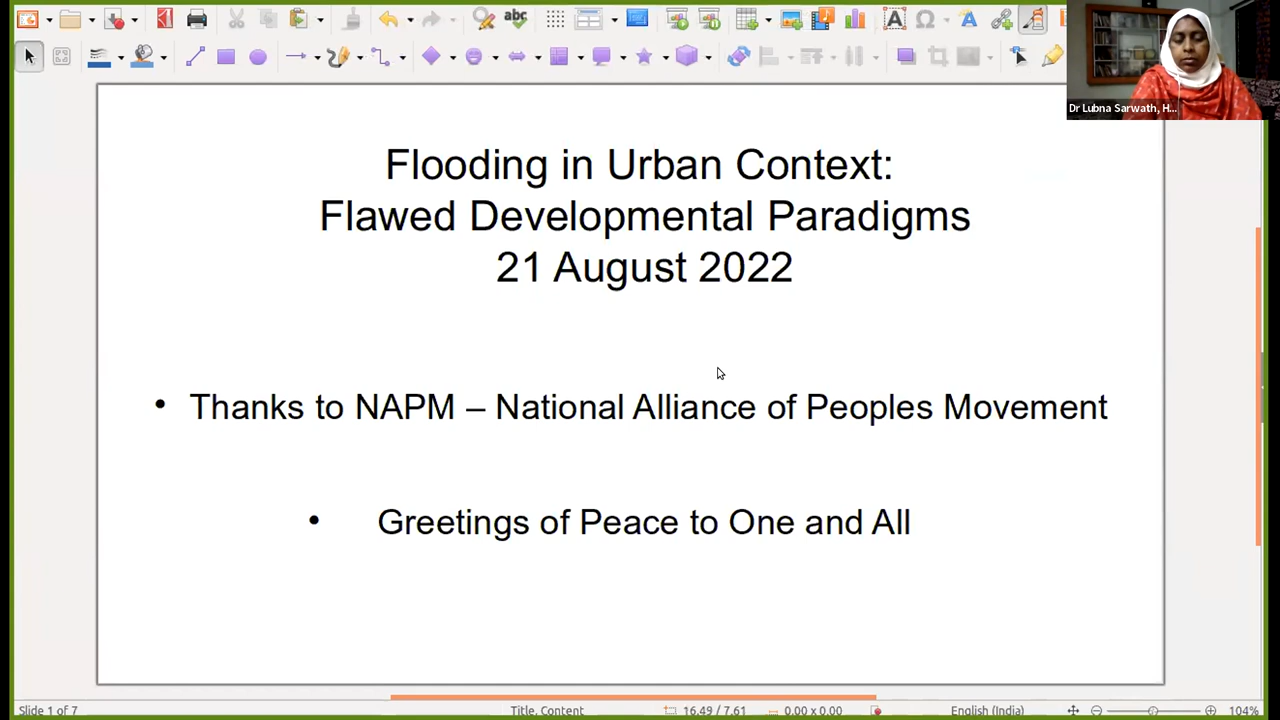 abc
Dr Lubna Sarwath, H...
Flooding in Urban Context:
Flawed Developmental Paradigms
21 August 2022
• Thanks to NAPM – National Alliance of Peoples Movement
• Greetings of Peace to One and All
Slide 1 of 7
Title, Content
16.49 / 7.61
0.00 x 0.00
English (India)
104%